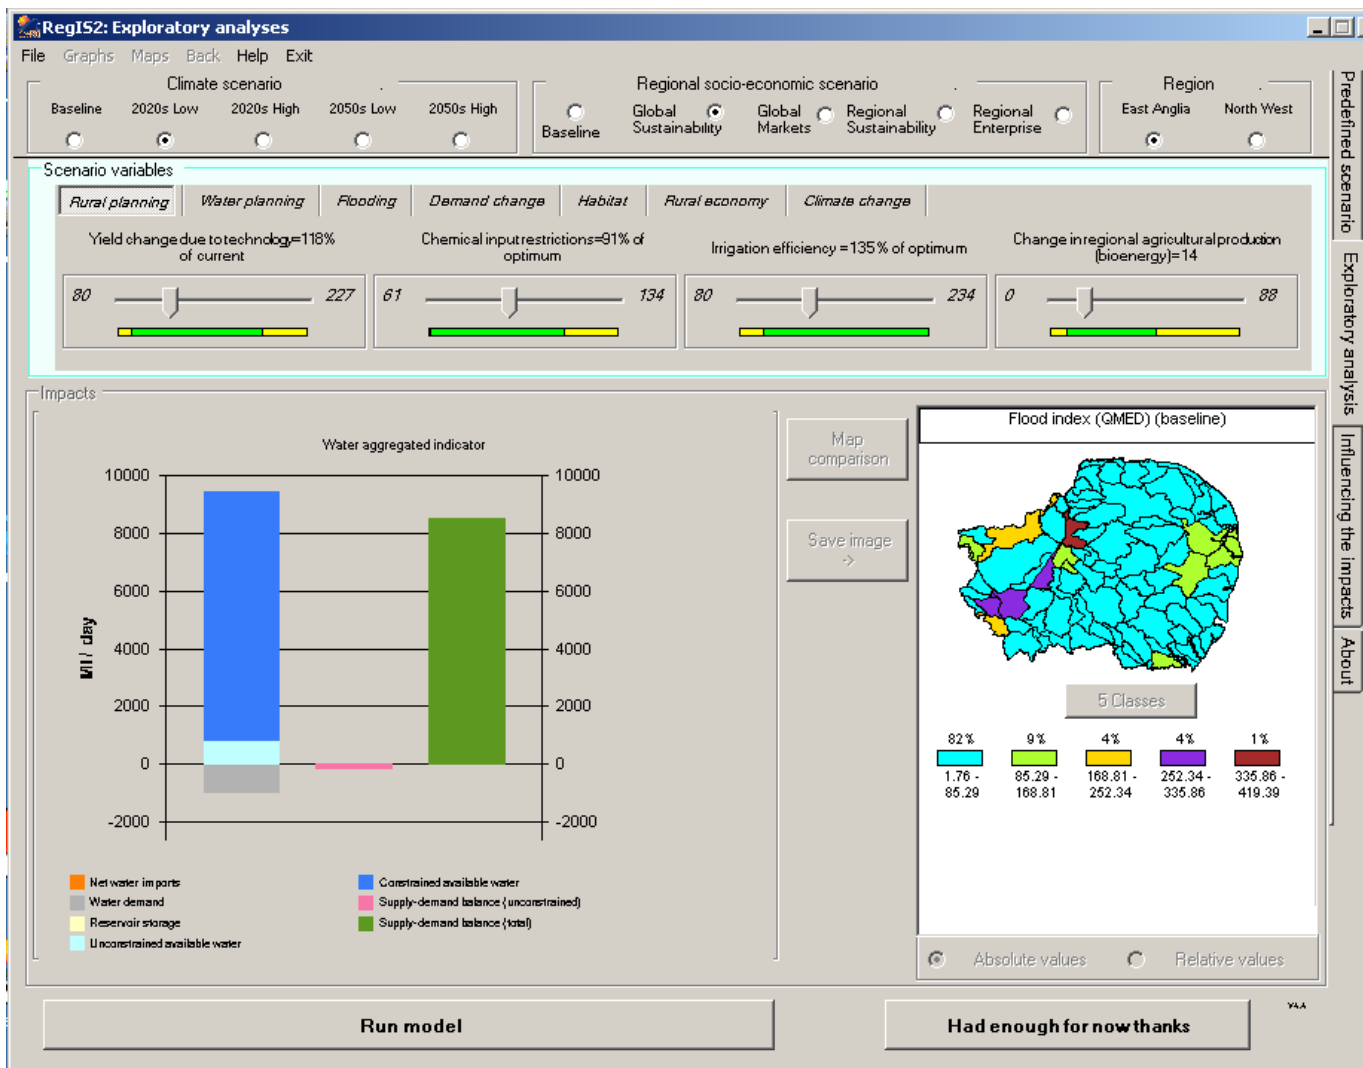 RegIS2: Exploratory analyses
File Graphs Maps Back Help Exit
Climate scenario
Baseline 2020s Low 2020s High 2050s Low 2050s High
Regional socio-economic scenario
Baseline
Global Sustainability
Global Markets
Regional Sustainability
Regional Enterprise
Region
East Anglia North West
Predefined scenario
Exploratory analysis
Influencing the impacts
About
Scenario variables
Rural planning Water planning Flooding Demand change Habitat Rural economy Climate change
Yield change due to technology=118%
of current
80 227
Chemical input restrictions=91% of
optimum
61 134
Irrigation efficiency =135% of optimum
80 234
Change in regional agricultural production
(bioenergy)=14
0 88
Impacts
Water aggregated indicator
10000 10000
8000 8000
6000 6000
4000 4000
2000 2000
0 0
-2000 -2000
Ml / day
Net water imports
Water demand
Reservoir storage
Unconstrained available water
Constrained available water
Supply-demand balance (unconstrained)
Supply-demand balance (total)
Map
comparison
Save image
->
Flood index (QMED) (baseline)
5 Classes
82% 9% 4% 4% 1%
1.76 - 85.29 - 168.81 - 252.34 - 335.86 -
85.29 168.81 252.34 335.86 419.39
Absolute values Relative values
Run model
Had enough for now thanks
V4.4